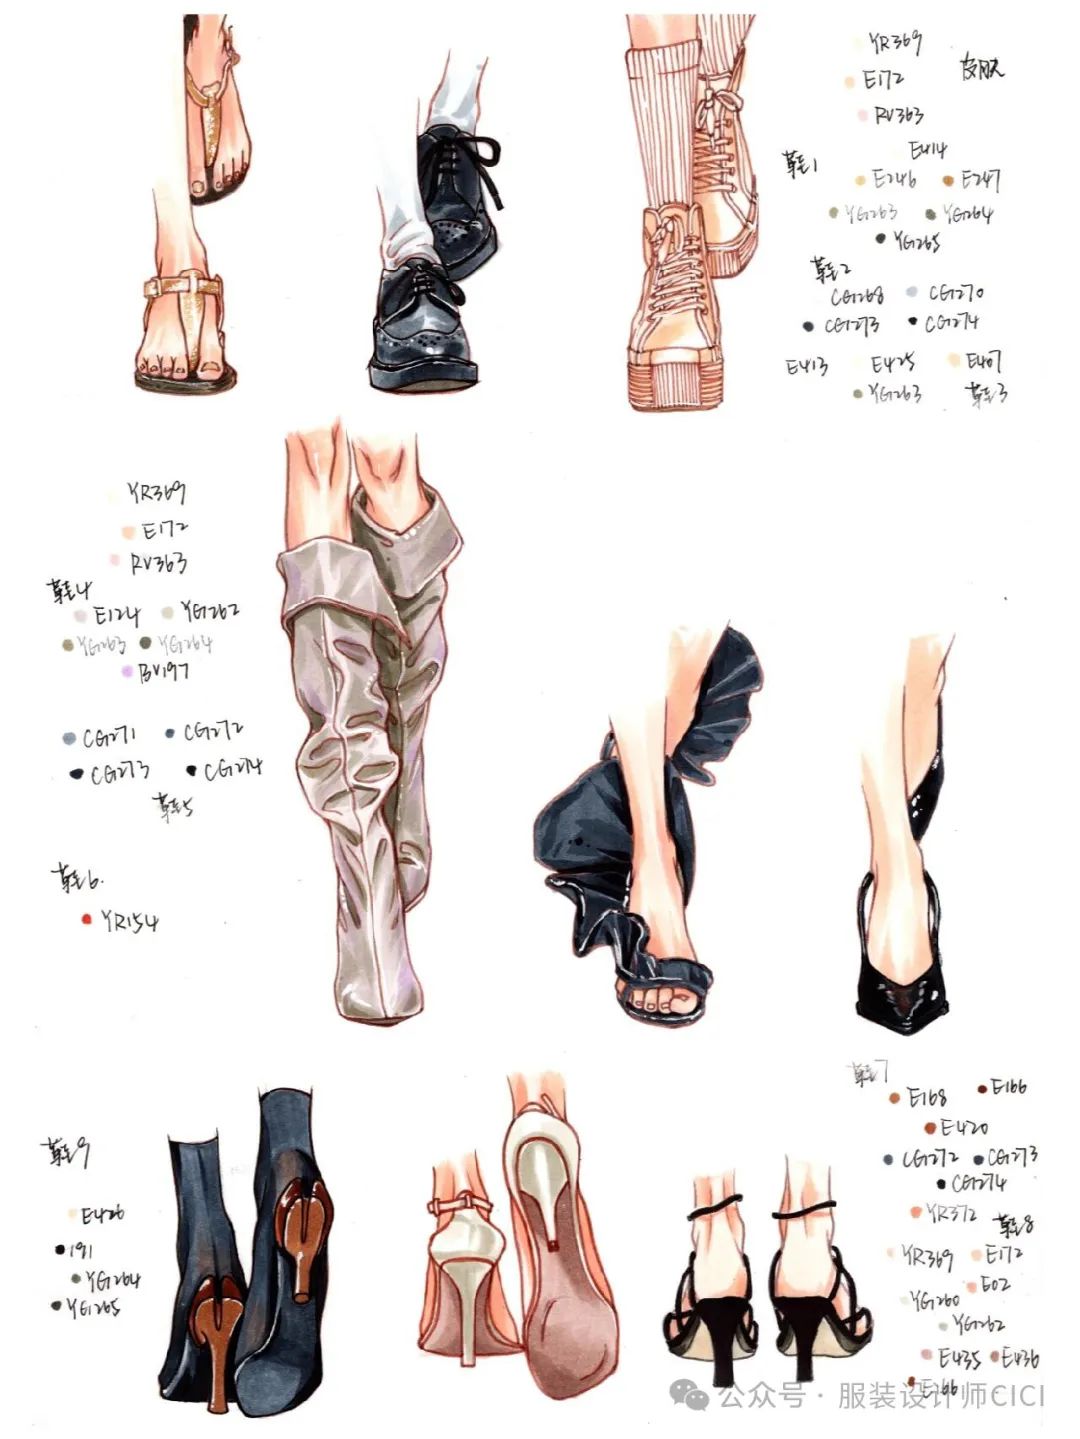 YR369
E172
皮肤
RV363
E414
鞋1
E246 E247
YG263 YG264
YG265
鞋2
CG268 CG270
CG273 CG274
E413 E425 E407
YG263 鞋3
YR369
E172
RV363
鞋4
E124 YG262
YG263 YG264
BV197
CG271 CG272
CG273 CG274
鞋5
鞋6.
YR154
鞋7
E168 E166
E420
CG272 CG273
CG274
YR372 鞋8
YR369 E172
E02
YG260
YG262
E435 E436
E166
鞋9
E426
191
YG264
YG265
公众号 · 服装设计师CICI